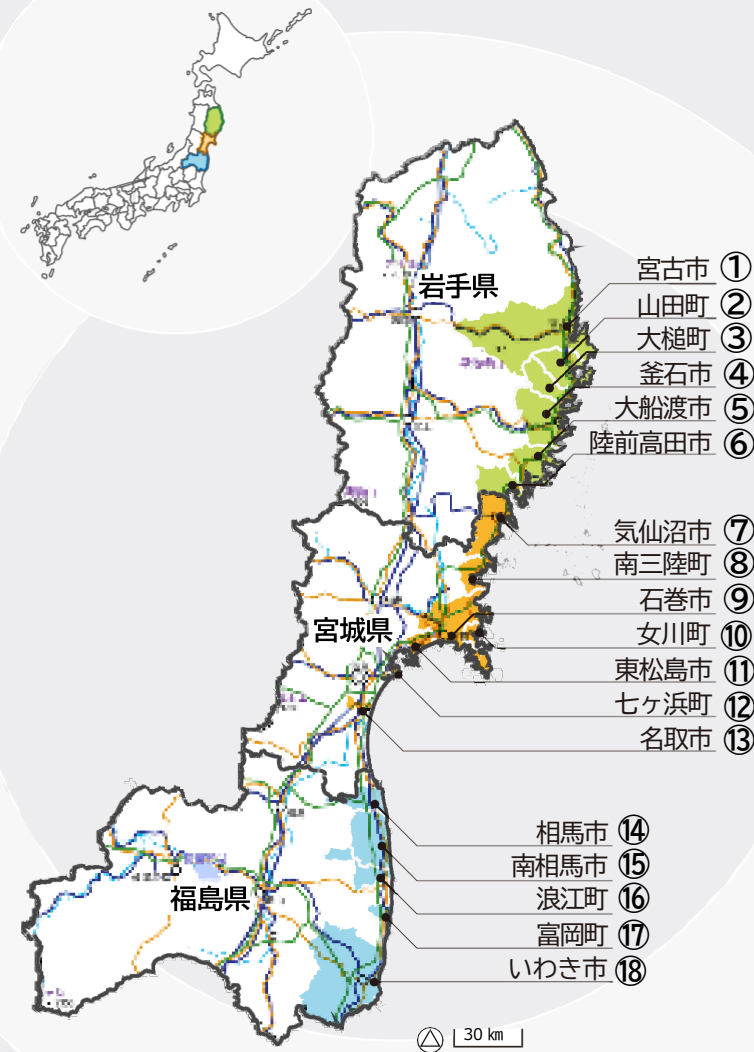 岩手県
宮古市 ①
山田町 ②
大槌町 ③
釜石市 ④
大船渡市 ⑤
陸前高田市 ⑥
気仙沼市 ⑦
南三陸町 ⑧
石巻市 ⑨
宮城県
女川町 ⑩
東松島市 ⑪
七ヶ浜町 ⑫
名取市 ⑬
相馬市 ⑭
南相馬市 ⑮
福島県
浪江町 ⑯
富岡町 ⑰
いわき市 ⑱
30 km